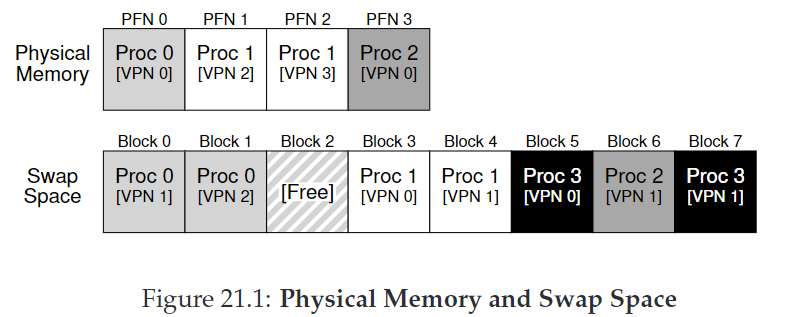 PFN 0 PFN 1 PFN 2 PFN 3
Physical Memory
Proc 0 Proc 1 Proc 1 Proc 2
[VPN 0] [VPN 2] [VPN 3] [VPN 0]
Block 0 Block 1 Block 2 Block 3 Block 4 Block 5 Block 6 Block 7
Swap Space
Proc 0 Proc 0 [Free] Proc 1 Proc 1 Proc 3 Proc 2 Proc 3
[VPN 1] [VPN 2] [VPN 0] [VPN 1] [VPN 0] [VPN 1] [VPN 1]
Figure 21.1: Physical Memory and Swap Space